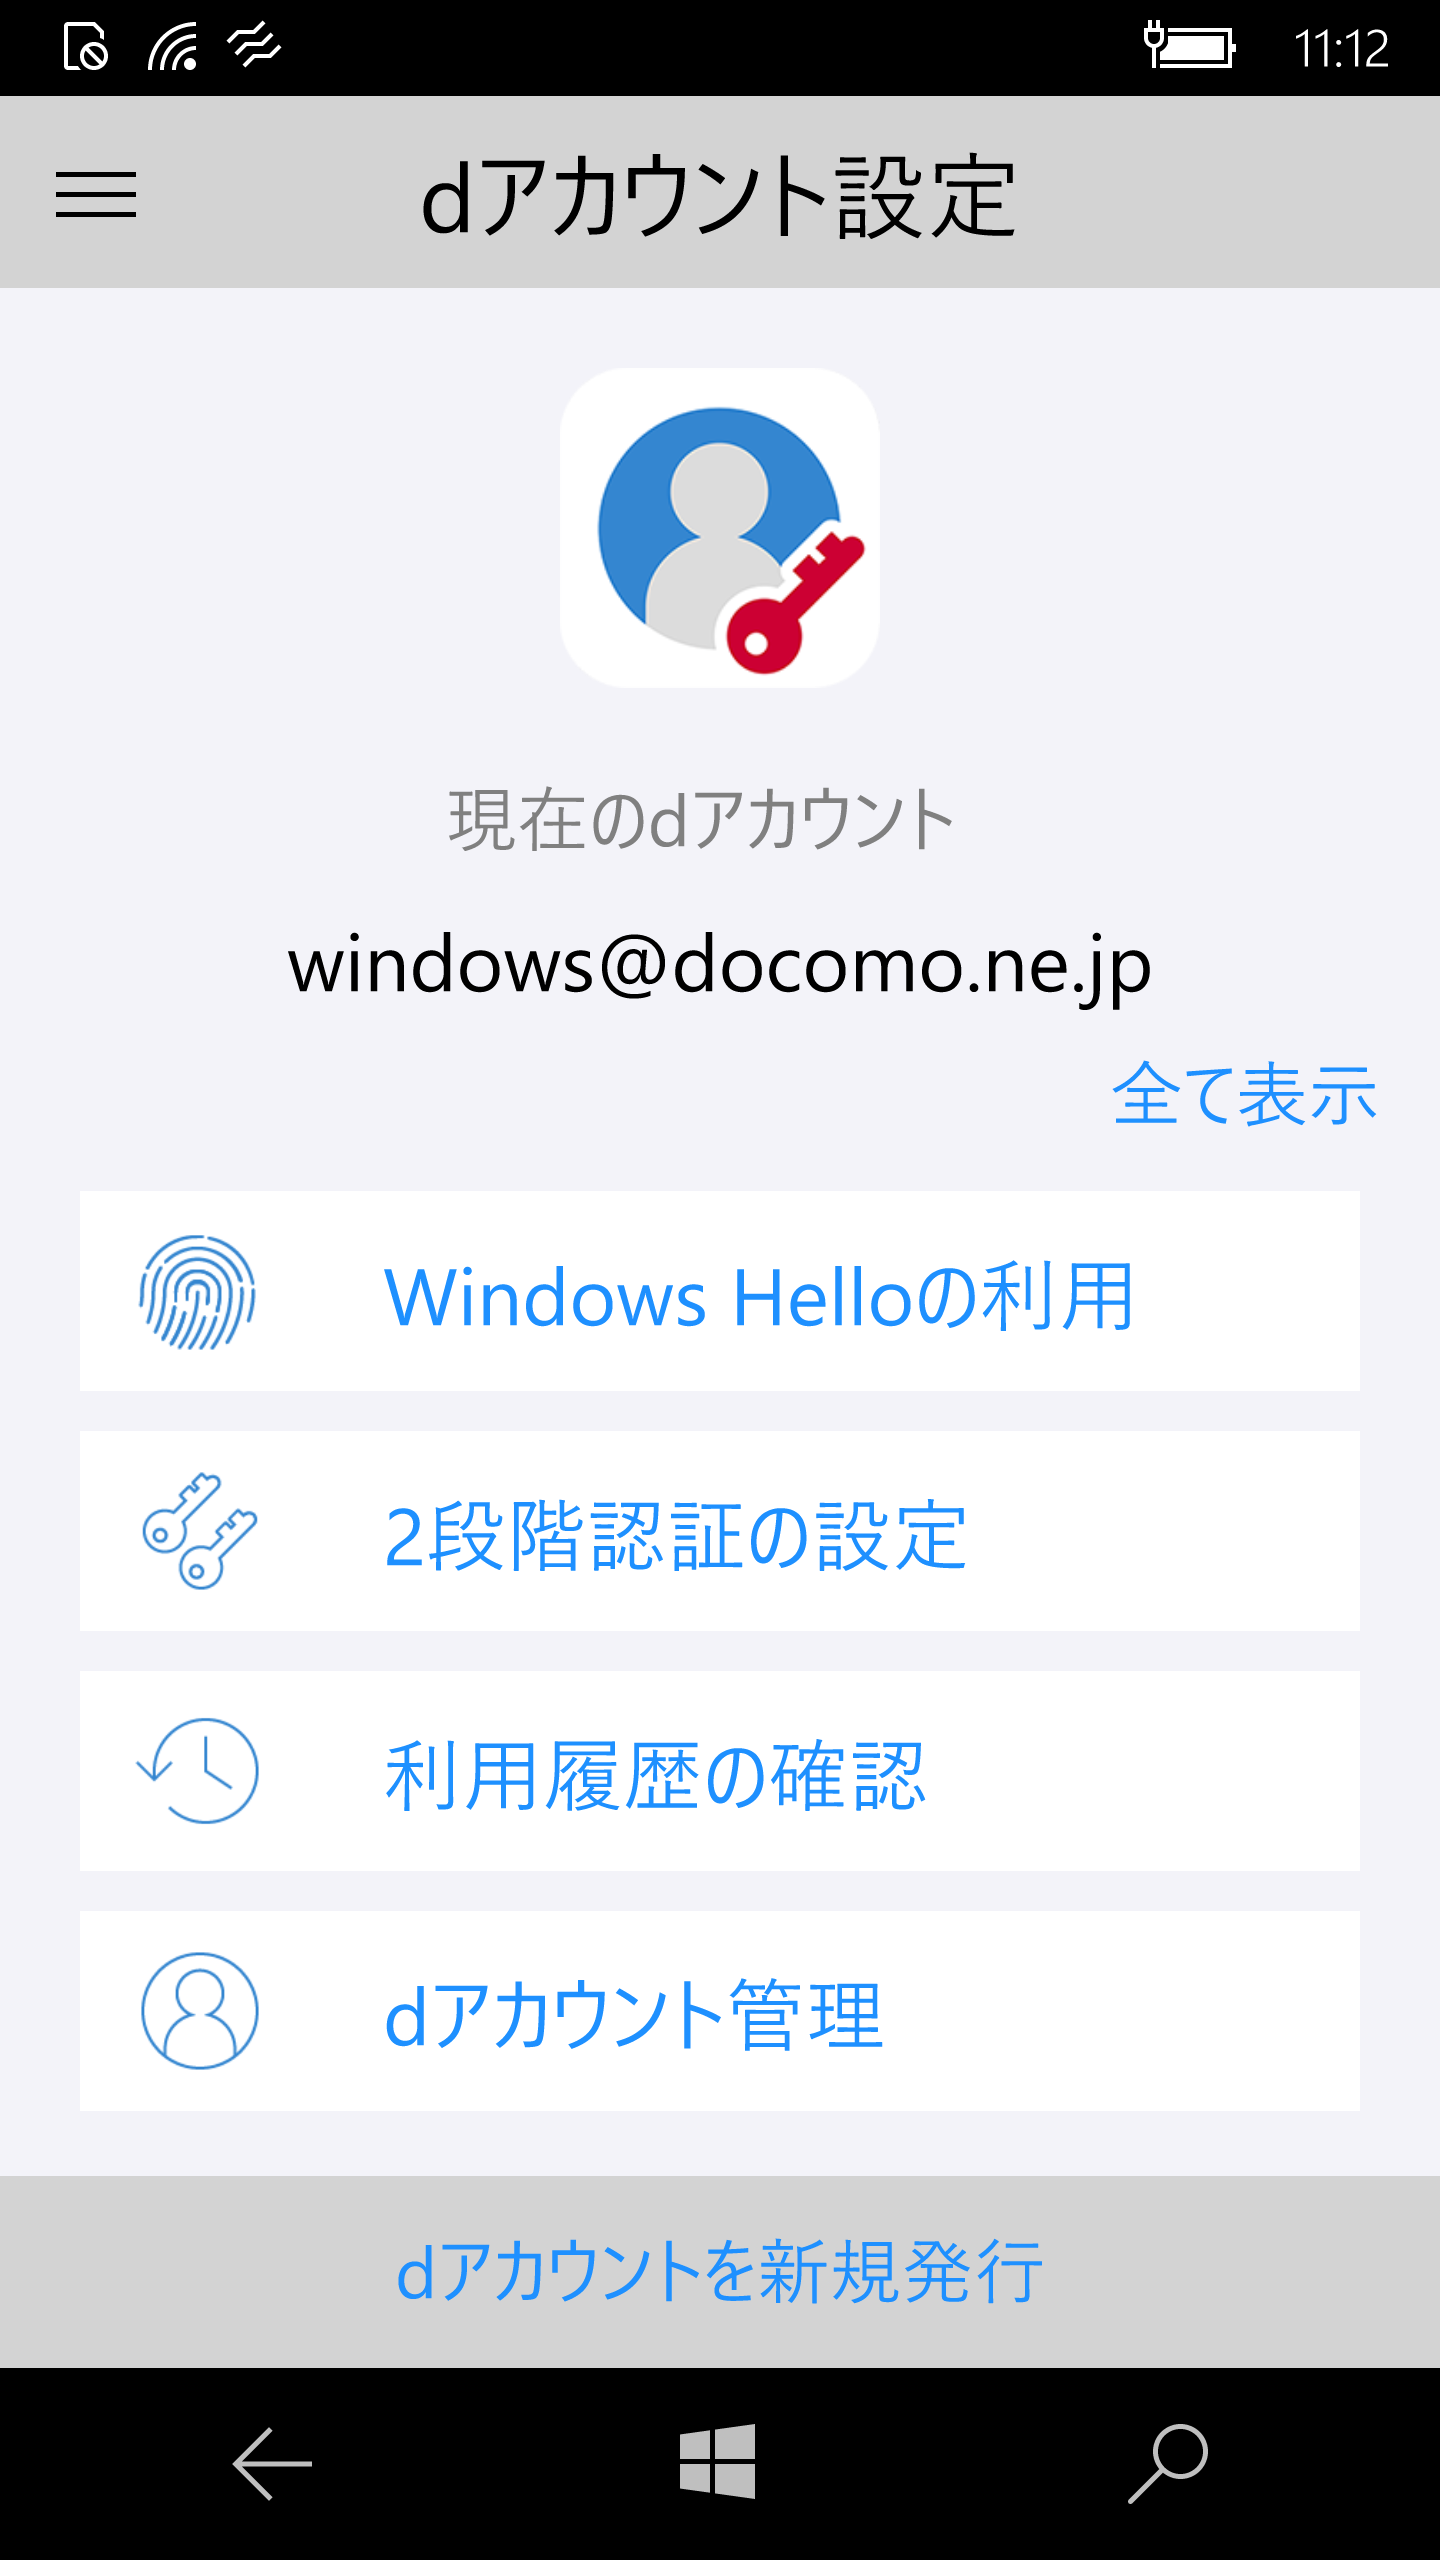 11:12
dアカウント設定
現在のdアカウント
windows@docomo.ne.jp
全て表示
Windows Helloの利用
2段階認証の設定
利用履歴の確認
dアカウント管理
dアカウントを新規発行